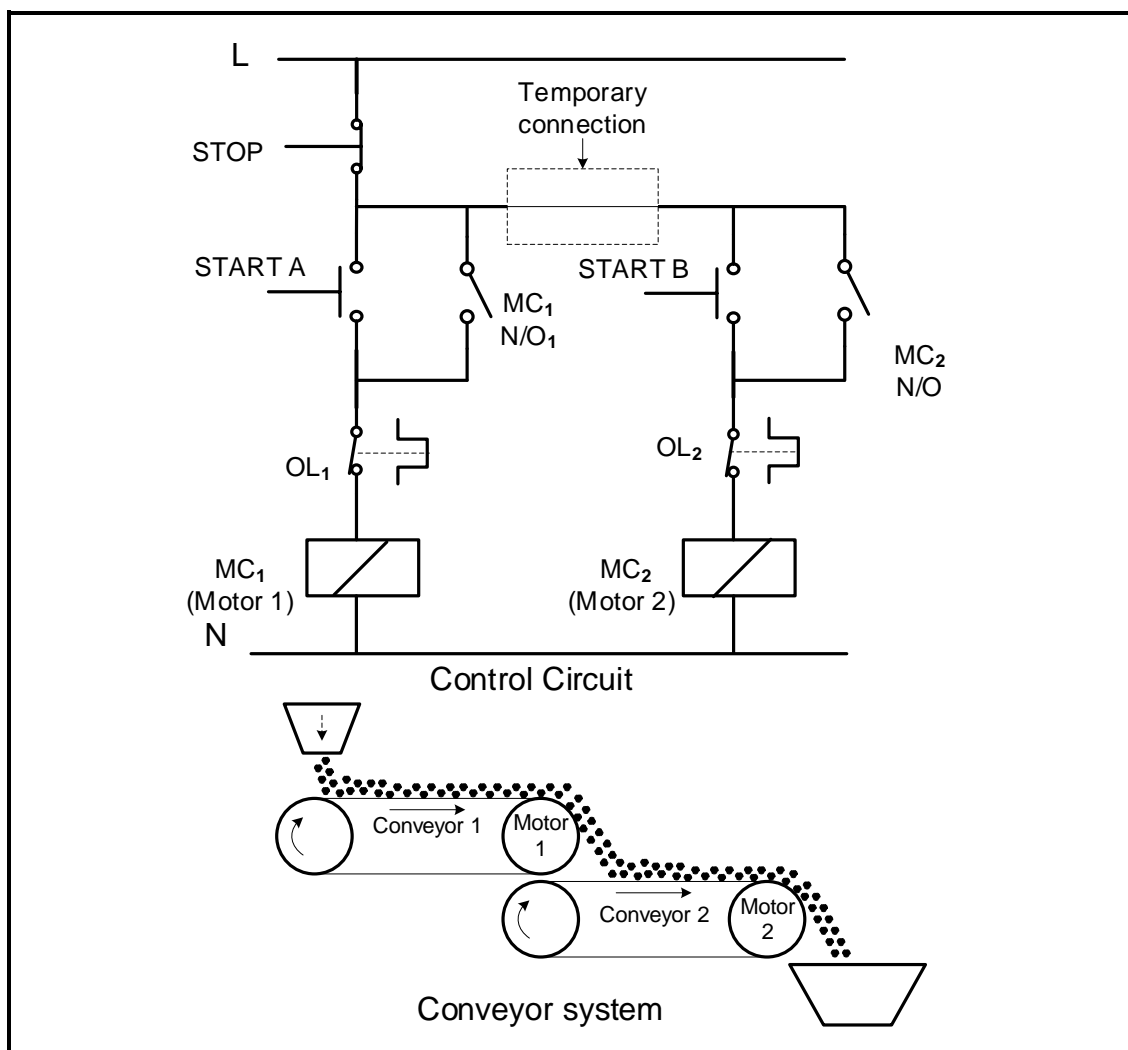 L
Temporary
connection
STOP
START A
START B
MC₁
N/O₁
MC₂
N/O
OL₁
OL₂
MC₁
(Motor 1)
MC₂
(Motor 2)
N
Control Circuit
Conveyor 1
Motor
1
Conveyor 2
Motor
2
Conveyor system